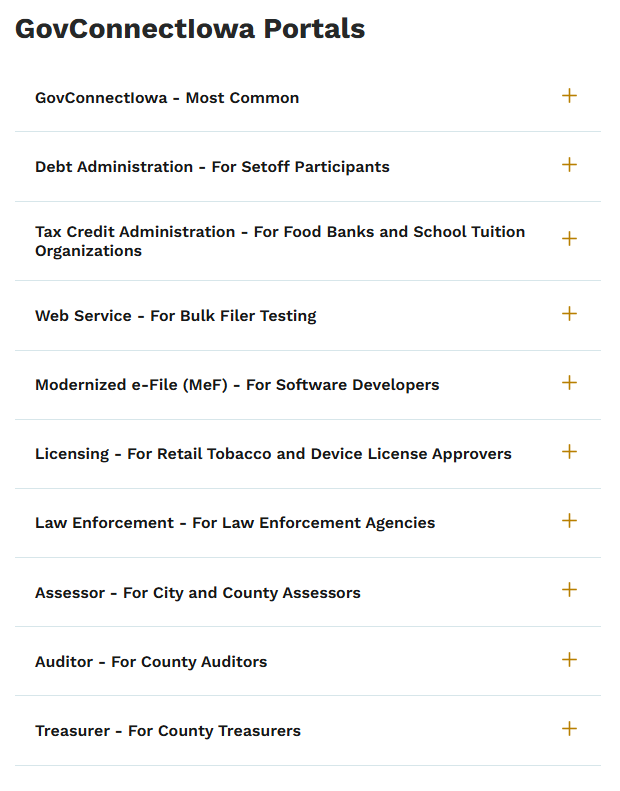 GovConnectIowa Portals
GovConnectIowa - Most Common
Debt Administration - For Setoff Participants
Tax Credit Administration - For Food Banks and School Tuition
Organizations
Web Service - For Bulk Filer Testing
Modernized e-File (MeF) - For Software Developers
Licensing - For Retail Tobacco and Device License Approvers
Law Enforcement - For Law Enforcement Agencies
Assessor - For City and County Assessors
Auditor - For County Auditors
Treasurer - For County Treasurers